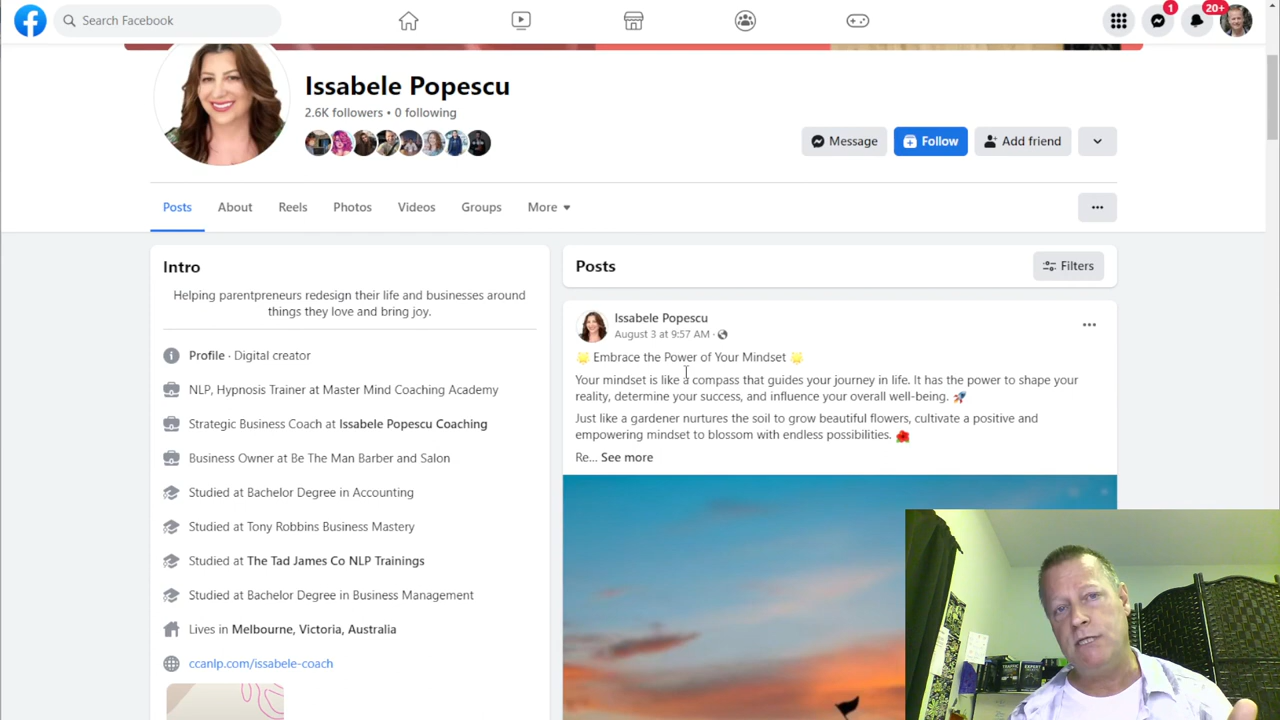 Search Facebook
1
20+
Issabele Popescu
2.6K followers • 0 following
Message
Follow
Add friend
Posts
About
Reels
Photos
Videos
Groups
More
Intro
Helping parentpreneurs redesign their life and businesses around
things they love and bring joy.
Profile · Digital creator
NLP, Hypnosis Trainer at Master Mind Coaching Academy
Strategic Business Coach at Issabele Popescu Coaching
Business Owner at Be The Man Barber and Salon
Studied at Bachelor Degree in Accounting
Studied at Tony Robbins Business Mastery
Studied at The Tad James Co NLP Trainings
Studied at Bachelor Degree in Business Management
Lives in Melbourne, Victoria, Australia
ccanlp.com/issabele-coach
Posts
Filters
Issabele Popescu
August 3 at 9:57 AM ·
🌟 Embrace the Power of Your Mindset 🌟
Your mindset is like a compass that guides your journey in life. It has the power to shape your
reality, determine your success, and influence your overall well-being. 🚀
Just like a gardener nurtures the soil to grow beautiful flowers, cultivate a positive and
empowering mindset to blossom with endless possibilities. 🌺
Re... See more